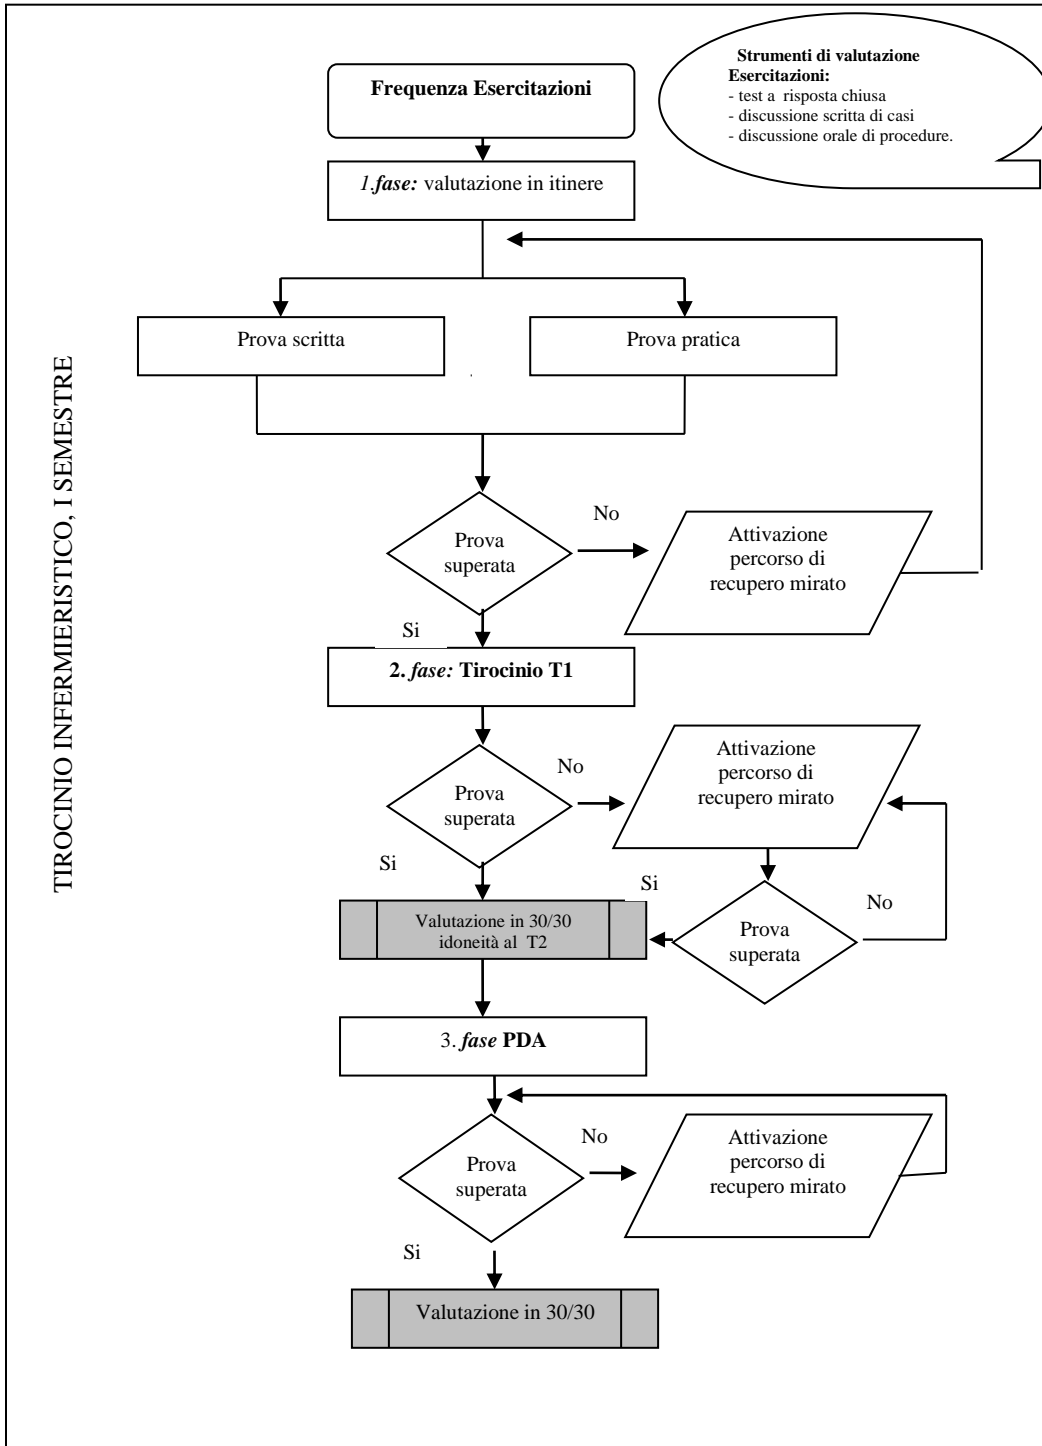 Strumenti di valutazione
Esercitazioni:
- test a risposta chiusa
- discussione scritta di casi
- discussione orale di procedure.
Frequenza Esercitazioni
1.fase: valutazione in itinere
Prova scritta
Prova pratica
TIROCINIO INFERMIERISTICO, I SEMESTRE
Prova
superata
No
Attivazione
percorso di
recupero mirato
Si
2. fase: Tirocinio T1
Prova
superata
No
Attivazione
percorso di
recupero mirato
Si
Si
No
Valutazione in 30/30
idoneità al T2
Prova
superata
3. fase PDA
Prova
superata
No
Attivazione
percorso di
recupero mirato
Si
Valutazione in 30/30